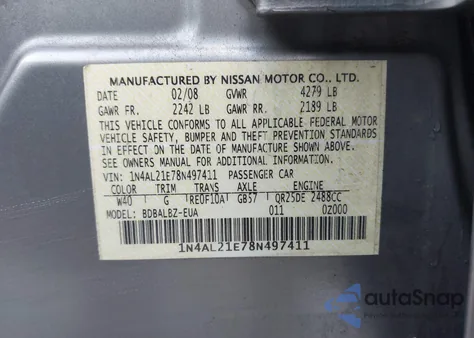 MANUFACTURED BY NISSAN MOTOR CO., LTD.
DATE 02/08 GVWR 4279 LB
GAWR FR. 2242 LB GAWR RR. 2189 LB
THIS VEHICLE CONFORMS TO ALL APPLICABLE FEDERAL MOTOR
VEHICLE SAFETY, BUMPER AND THEFT PREVENTION STANDARDS
IN EFFECT ON THE DATE OF MANUFACTURE SHOWN ABOVE.
SEE OWNERS MANUAL FOR ADDITIONAL INFORMATION.
VIN: 1N4AL21E78N497411 PASSENGER CAR
COLOR TRIM TRANS AXLE ENGINE
W40 G RE0F10A GB57 QR25DE 2488CC
MODEL: BDBALBZ-EUA 011 0Z000
1N4AL21E78N497411
autoSnap